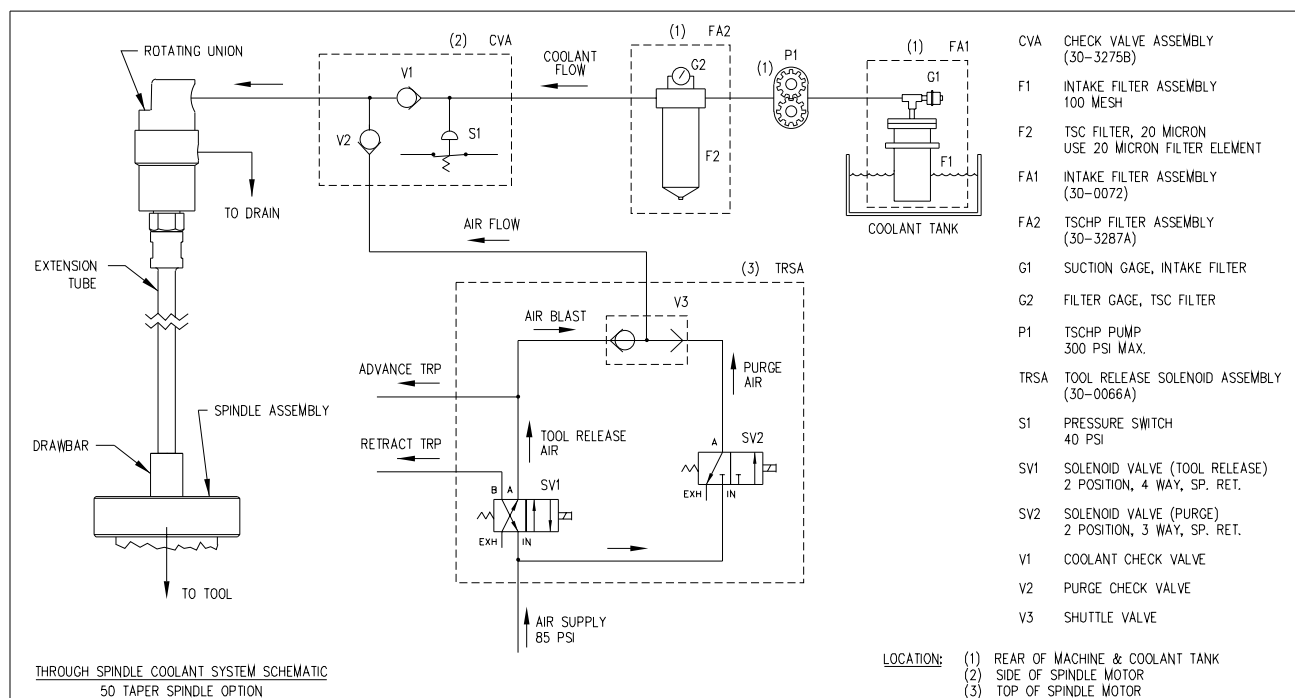 ROTATING UNION
(2) CVA
V1
COOLANT
FLOW
(1) FA2
G2
P1
(1)
(1) FA1
G1
V2
S1
F2
F1
TO DRAIN
AIR FLOW
COOLANT TANK
EXTENSION
TUBE
(3) TRSA
V3
AIR BLAST
PURGE
AIR
ADVANCE TRP
SPINDLE ASSEMBLY
TOOL RELEASE
AIR
RETRACT TRP
DRAWBAR
SV2
A
EXH IN
B A SV1
EXH IN
TO TOOL
AIR SUPPLY
85 PSI
THROUGH SPINDLE COOLANT SYSTEM SCHEMATIC
50 TAPER SPINDLE OPTION
CVA CHECK VALVE ASSEMBLY
(30-3275B)
F1 INTAKE FILTER ASSEMBLY
100 MESH
F2 TSC FILTER, 20 MICRON
USE 20 MICRON FILTER ELEMENT
FA1 INTAKE FILTER ASSEMBLY
(30-0072)
FA2 TSCHP FILTER ASSEMBLY
(30-3287A)
G1 SUCTION GAGE, INTAKE FILTER
G2 FILTER GAGE, TSC FILTER
P1 TSCHP PUMP
300 PSI MAX.
TRSA TOOL RELEASE SOLENOID ASSEMBLY
(30-0066A)
S1 PRESSURE SWITCH
40 PSI
SV1 SOLENOID VALVE (TOOL RELEASE)
2 POSITION, 4 WAY, SP. RET.
SV2 SOLENOID VALVE (PURGE)
2 POSITION, 3 WAY, SP. RET.
V1 COOLANT CHECK VALVE
V2 PURGE CHECK VALVE
V3 SHUTTLE VALVE
LOCATION: (1) REAR OF MACHINE & COOLANT TANK
(2) SIDE OF SPINDLE MOTOR
(3) TOP OF SPINDLE MOTOR